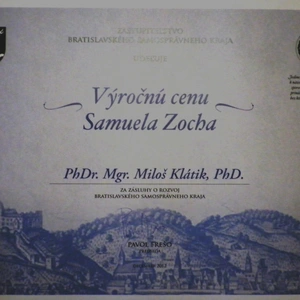 ZASTUPITEĽSTVO
BRATISLAVSKÉHO SAMOSPRÁVNEHO KRAJA
Výročnú cenu
Samuela Zocha
PhDr. Mgr. Miloš Klátik, PhD.
ZA ZÁSLUHY O ROZVOJ
BRATISLAVSKÉHO SAMOSPRÁVNEHO KRAJA
PAVOL FREŠO